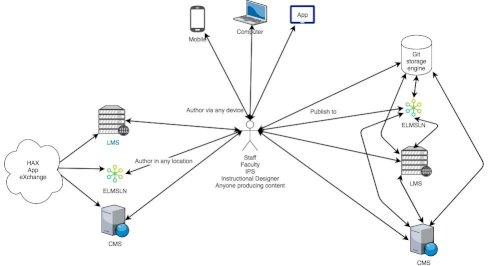 Mobile
Computer
App
Git
storage
engine
Author via any device
Publish to
ELMSLN
LMS
HAX
App
eXchange
Author in any location
ELMSLN
CMS
Staff
Faculty
IPS
Instructional Designer
Anyone producing content
LMS
CMS